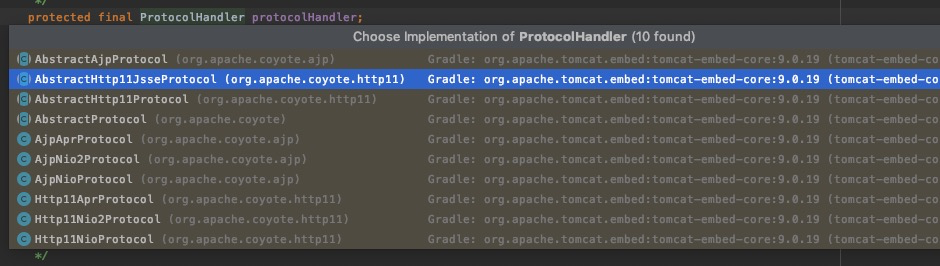 */
protected final ProtocolHandler protocolHandler;
Choose Implementation of ProtocolHandler (10 found)
AbstractAjpProtocol (org.apache.coyote.ajp) Gradle: org.apache.tomcat.embed:tomcat-embed-core:9.0.19 (tomcat-embed-co
AbstractHttp11JsseProtocol (org.apache.coyote.http11) Gradle: org.apache.tomcat.embed:tomcat-embed-core:9.0.19 (tomcat-embed-co
AbstractHttp11Protocol (org.apache.coyote.http11) Gradle: org.apache.tomcat.embed:tomcat-embed-core:9.0.19 (tomcat-embed-co
AbstractProtocol (org.apache.coyote) Gradle: org.apache.tomcat.embed:tomcat-embed-core:9.0.19 (tomcat-embed-co
AjpAprProtocol (org.apache.coyote.ajp) Gradle: org.apache.tomcat.embed:tomcat-embed-core:9.0.19 (tomcat-embed-co
AjpNio2Protocol (org.apache.coyote.ajp) Gradle: org.apache.tomcat.embed:tomcat-embed-core:9.0.19 (tomcat-embed-co
AjpNioProtocol (org.apache.coyote.ajp) Gradle: org.apache.tomcat.embed:tomcat-embed-core:9.0.19 (tomcat-embed-co
Http11AprProtocol (org.apache.coyote.http11) Gradle: org.apache.tomcat.embed:tomcat-embed-core:9.0.19 (tomcat-embed-co
Http11Nio2Protocol (org.apache.coyote.http11) Gradle: org.apache.tomcat.embed:tomcat-embed-core:9.0.19 (tomcat-embed-co
Http11NioProtocol (org.apache.coyote.http11) Gradle: org.apache.tomcat.embed:tomcat-embed-core:9.0.19 (tomcat-embed-co
*/